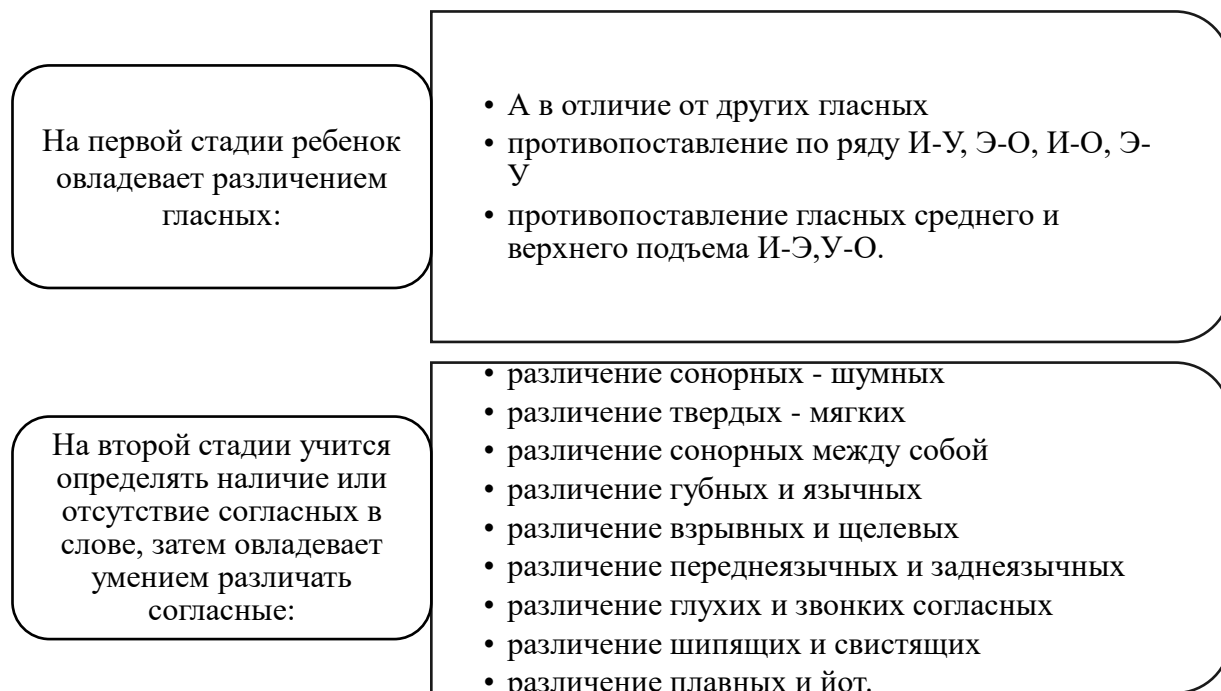 На первой стадии ребенок
овладевает различением
гласных:
• А в отличие от других гласных
• противопоставление по ряду И-У, Э-О, И-О, Э-
У
• противопоставление гласных среднего и
верхнего подъема И-Э,У-О.
На второй стадии учится
определять наличие или
отсутствие согласных в
слове, затем овладевает
умением различать
согласные:
• различение сонорных - шумных
• различение твердых - мягких
• различение сонорных между собой
• различение губных и язычных
• различение взрывных и щелевых
• различение переднеязычных и заднеязычных
• различение глухих и звонких согласных
• различение шипящих и свистящих
• различение плавных и йот.